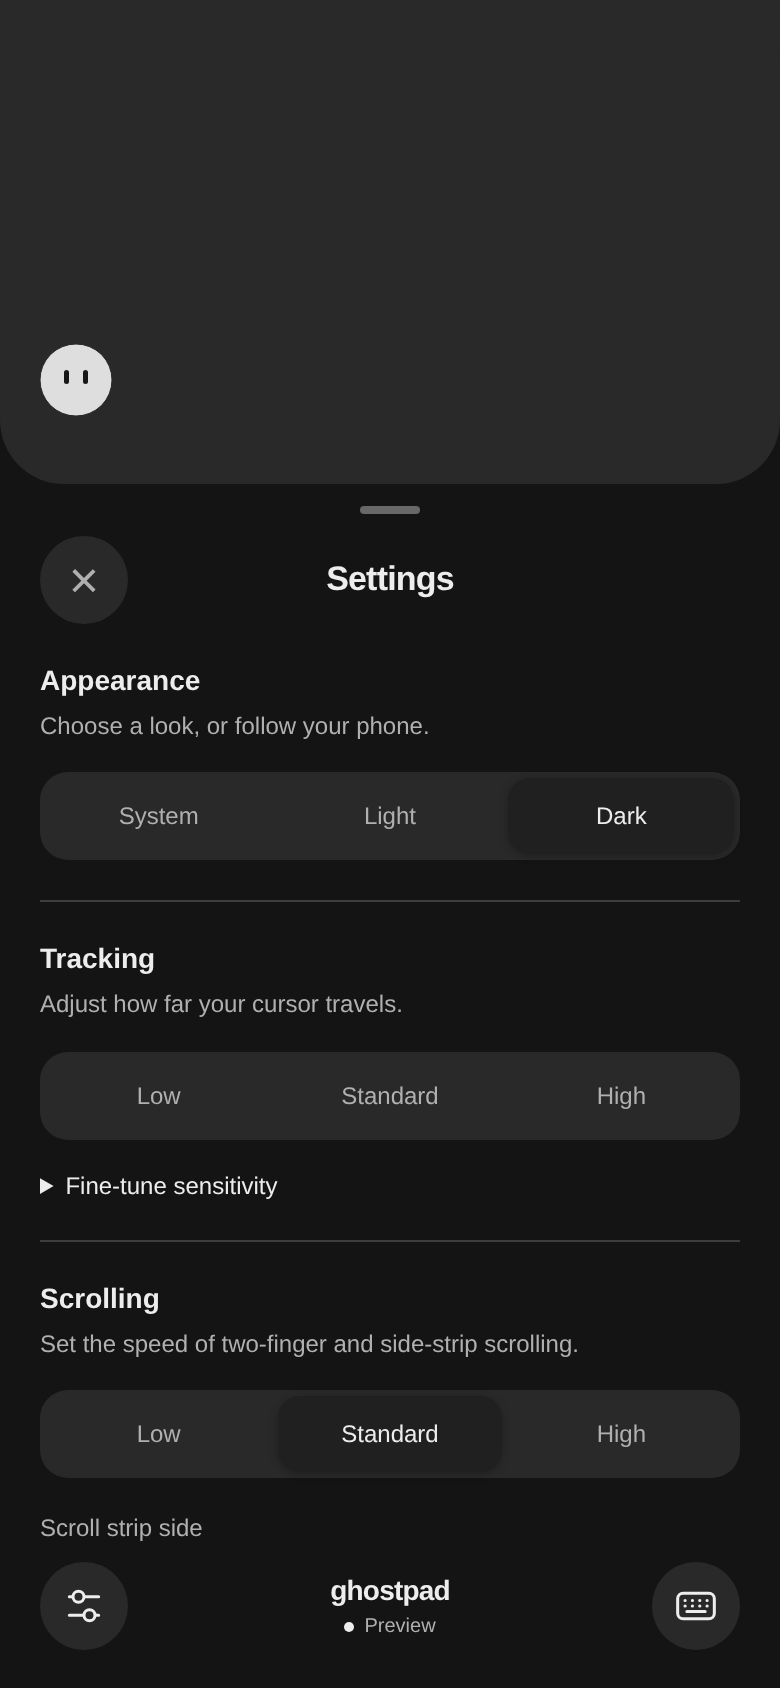 Settings
Appearance
Choose a look, or follow your phone.
System Light Dark
Tracking
Adjust how far your cursor travels.
Low Standard High
Fine-tune sensitivity
Scrolling
Set the speed of two-finger and side-strip scrolling.
Low Standard High
Scroll strip side
ghostpad
Preview